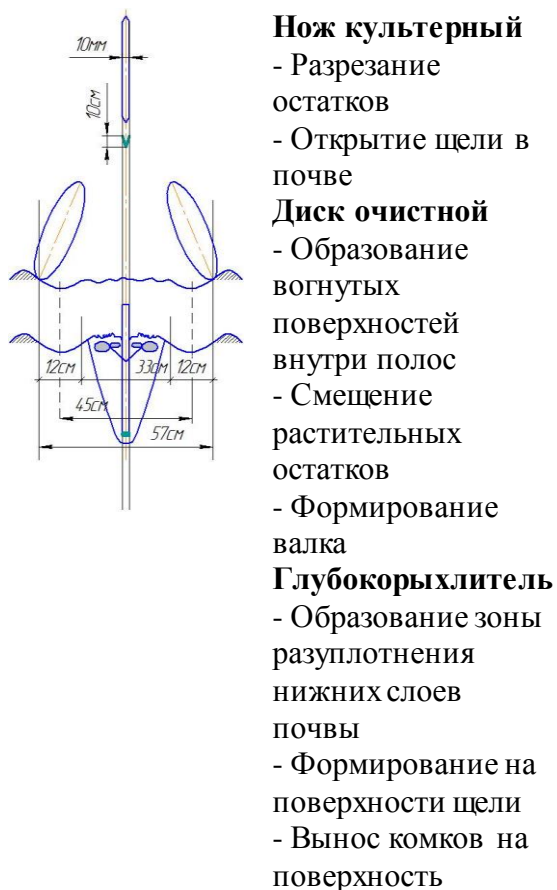 10мм
10см
12см
33см
12см
45см
57см
Нож культерный
- Разрезание
остатков
- Открытие щели в
почве
Диск очистной
- Образование
вогнутых
поверхностей
внутри полос
- Смещение
растительных
остатков
- Формирование
валка
Глубокорыхлитель
- Образование зоны
разуплотнения
нижних слоев
почвы
- Формирование на
поверхности щели
- Вынос комков на
поверхность